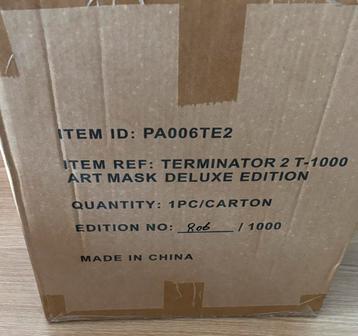 ITEM ID: PA006TE2
ITEM REF: TERMINATOR 2 T-1000
ART MASK DELUXE EDITION
QUANTITY: 1PC/CARTON
EDITION NO: 806 / 1000
MADE IN CHINA